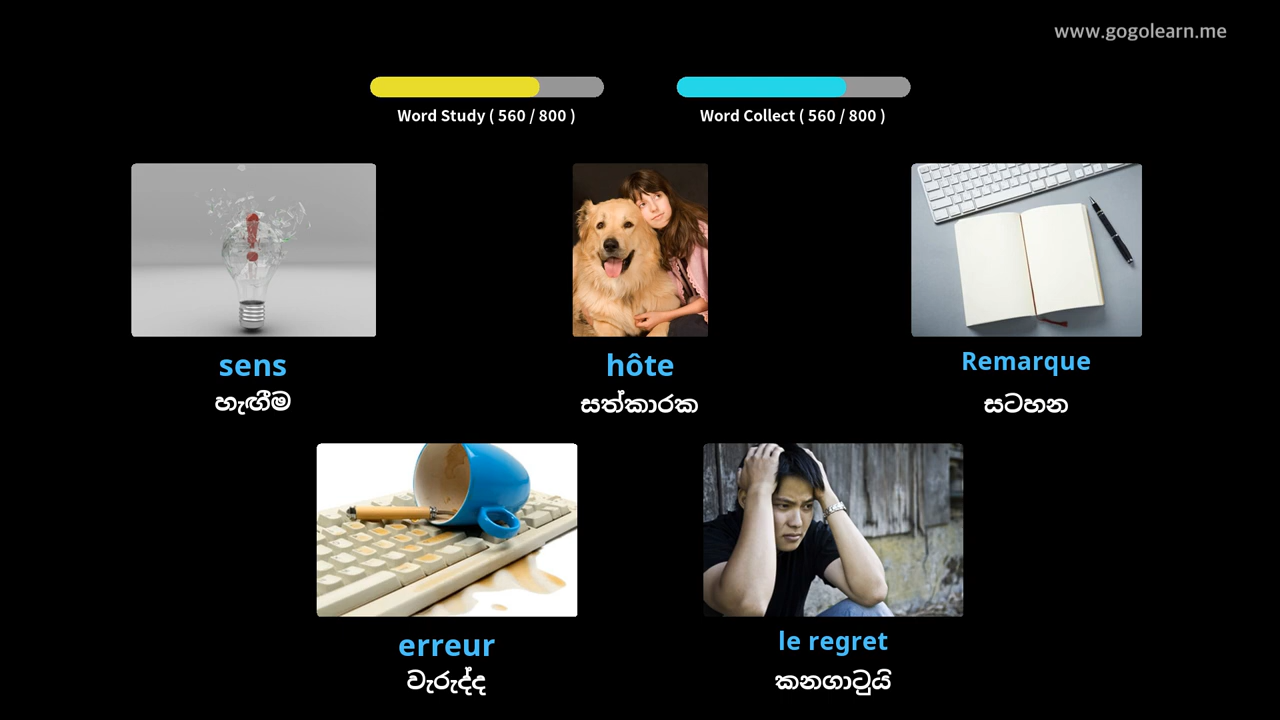 www.gogolearn.me
Word Study ( 560 / 800 )
Word Collect ( 560 / 800 )
sens
හැඟීම
hôte
සත්කාරක
Remarque
සටහන
erreur
වැරුද්ද
le regret
කනගාටුයි